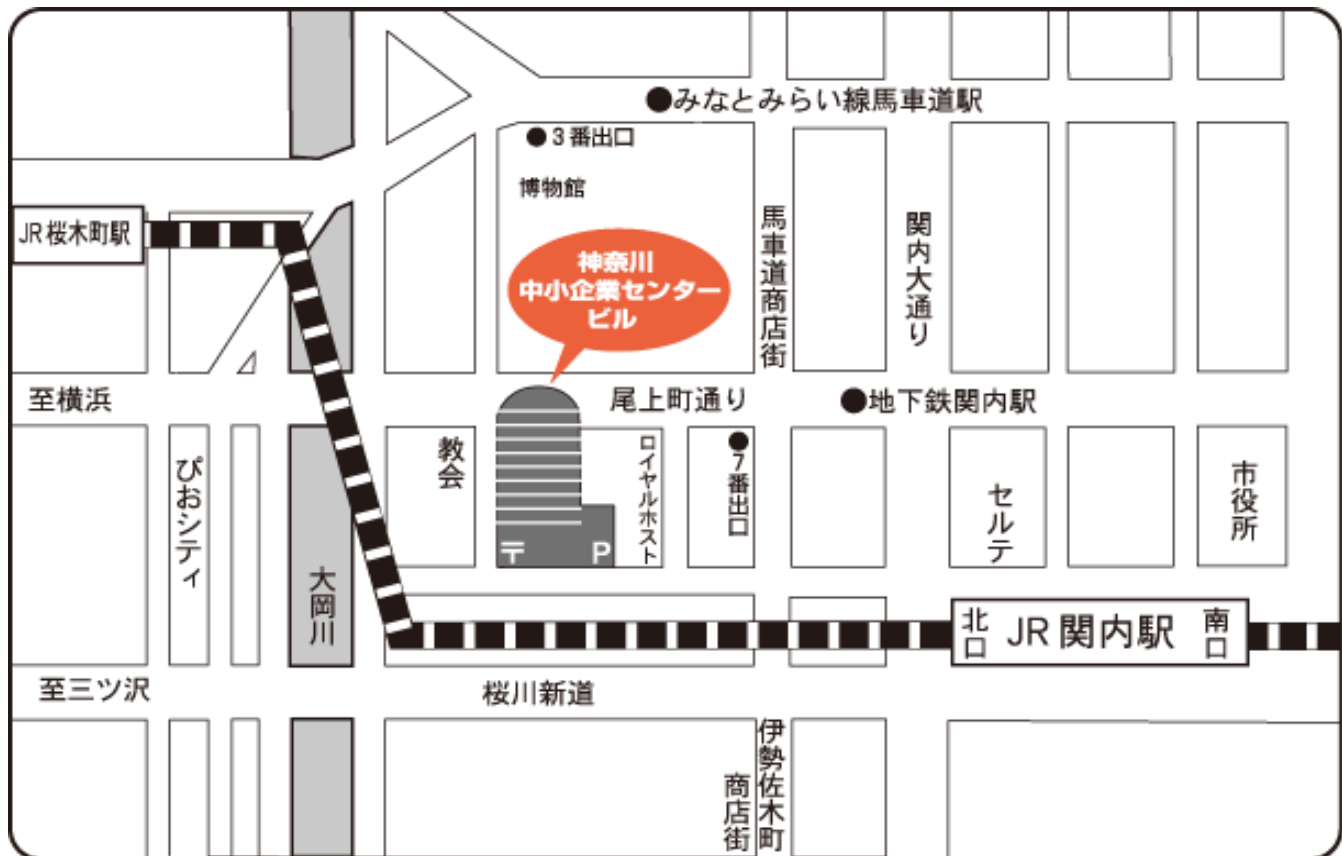 ●みなとみらい線馬車道駅
●3番出口
博物館
JR桜木町駅
神奈川
中小企業センター
ビル
馬車道商店街
関内大通り
至横浜
尾上町通り
●地下鉄関内駅
ぴおシティ
教会
ロイヤルホスト
●7番出口
セルテ
市役所
〒
P
大岡川
北口
JR関内駅
南口
至三ツ沢
桜川新道
伊勢佐木町
商店街